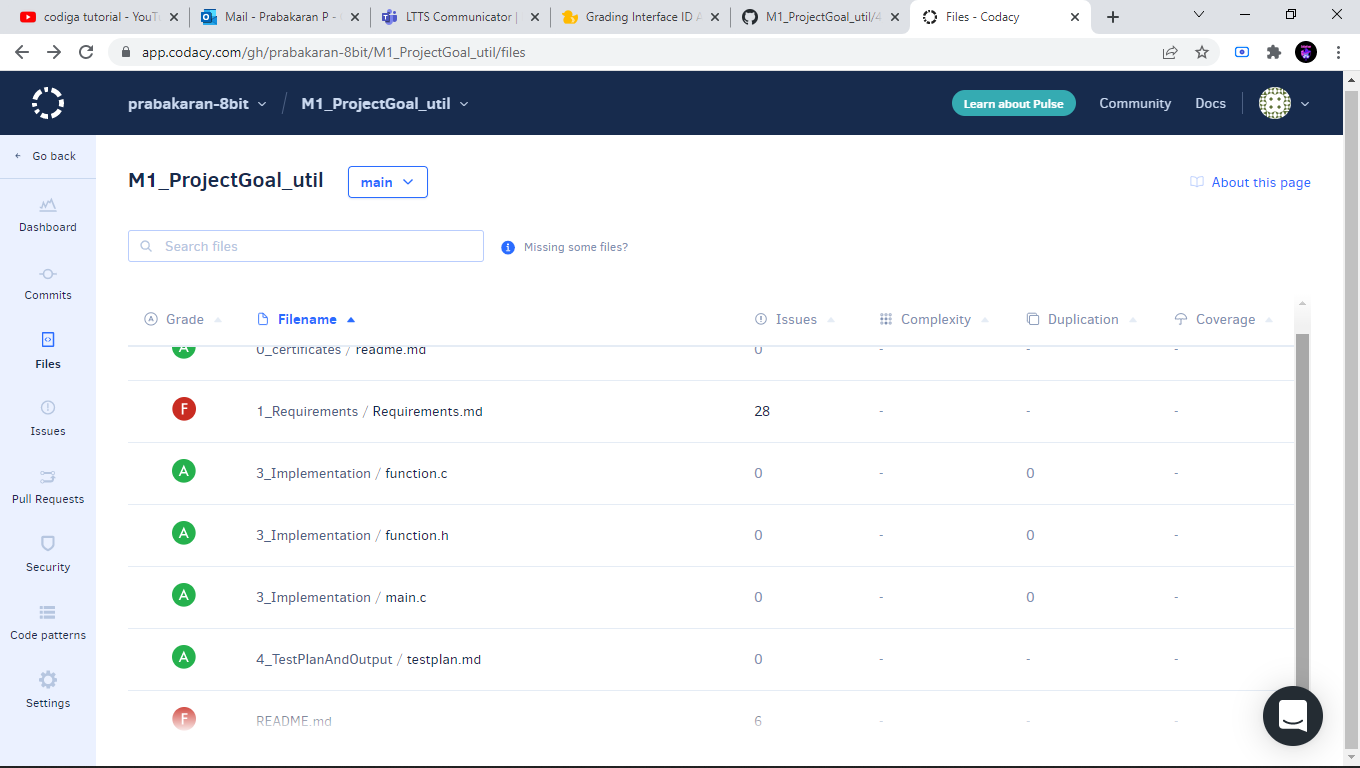 codiga tutorial - YouTu
Mail - Prabakaran P -
LTTS Communicator |
Grading Interface ID A
M1_ProjectGoal_util/4
Files - Codacy
app.codacy.com/gh/prabakaran-8bit/M1_ProjectGoal_util/files
prabakaran-8bit / M1_ProjectGoal_util
Learn about Pulse
Community
Docs
← Go back
M1_ProjectGoal_util
main
About this page
Dashboard
Search files
Missing some files?
Commits
Grade Filename Issues Complexity Duplication Coverage
A 0_certificates / readme.md 0 - - -
Files
F 1_Requirements / Requirements.md 28 - - -
Issues
A 3_Implementation / function.c 0 - 0 -
Pull Requests
A 3_Implementation / function.h 0 - 0 -
Security
A 3_Implementation / main.c 0 - 0 -
Code patterns
A 4_TestPlanAndOutput / testplan.md 0 - - -
Settings
F README.md 6 - - -